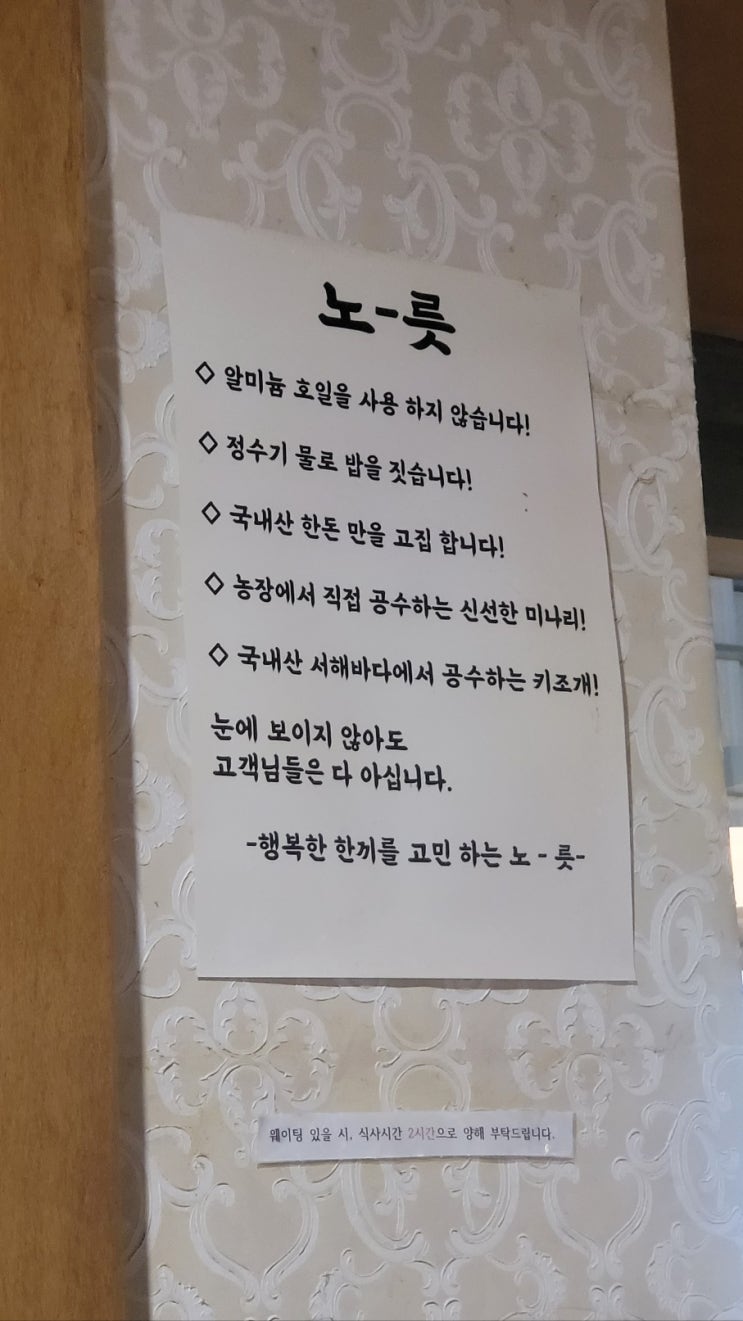 노-릇
◇ 알미늄 호일을 사용 하지 않습니다!
◇ 정수기 물로 밥을 짓습니다!
◇ 국내산 한돈 만을 고집 합니다!
◇ 농장에서 직접 공수하는 신선한 미나리!
◇ 국내산 서해바다에서 공수하는 키조개!
눈에 보이지 않아도
고객님들은 다 아십니다.
-행복한 한끼를 고민 하는 노 - 릇-
웨이팅 있을 시, 식사시간 2시간으로 양해 부탁드립니다.